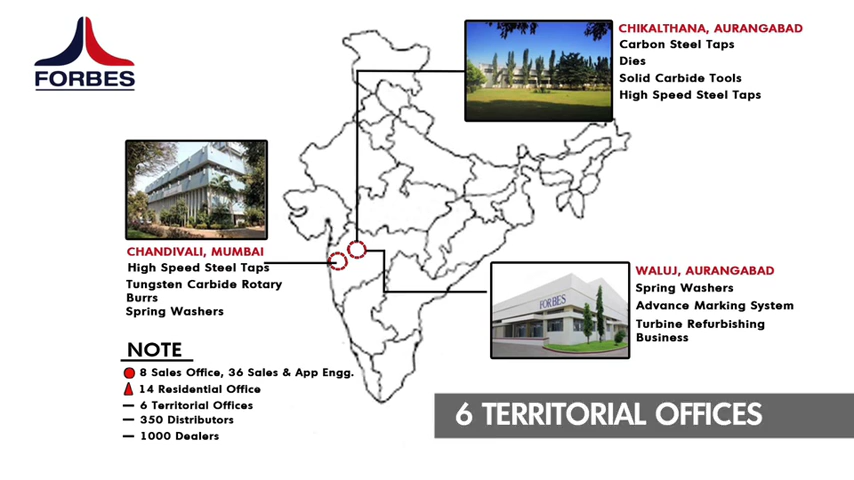 FORBES
CHIKALTHANA, AURANGABAD
Carbon Steel Taps
Dies
Solid Carbide Tools
High Speed Steel Taps
CHANDIVALI, MUMBAI
High Speed Steel Taps
Tungsten Carbide Rotary
Burrs
Spring Washers
FORBES
WALUJ, AURANGABAD
Spring Washers
Advance Marking System
Turbine Refurbishing
Business
NOTE
8 Sales Office, 36 Sales & App Engg.
14 Residential Office
6 Territorial Offices
350 Distributors
1000 Dealers
6 TERRITORIAL OFFICES